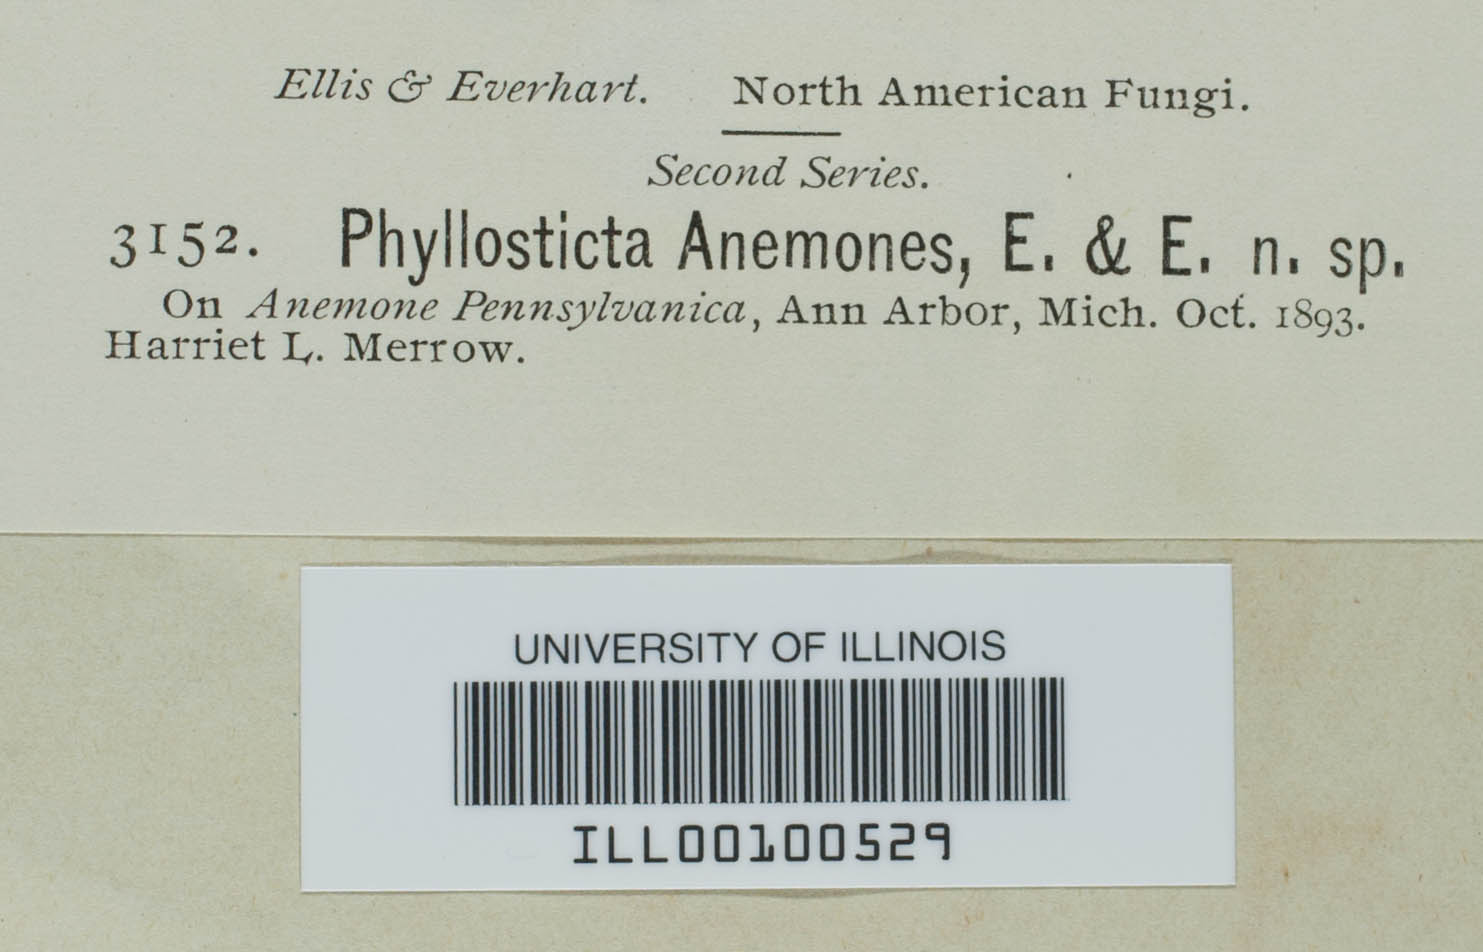 Ellis & Everhart. North American Fungi.
Second Series.
3152. Phyllosticta Anemones, E. & E. n. sp.
On Anemone Pennsylvanica, Ann Arbor, Mich. Oct. 1893.
Harriet L. Merrow.
UNIVERSITY OF ILLINOIS
ILL00100529